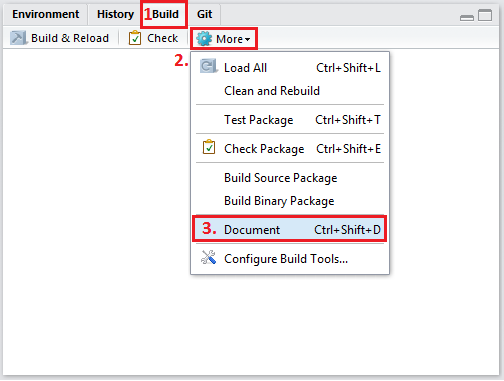 Environment History 1 Build Git
Build & Reload Check More
2.
Load All Ctrl+Shift+L
Clean and Rebuild
Test Package Ctrl+Shift+T
Check Package Ctrl+Shift+E
Build Source Package
Build Binary Package
3. Document Ctrl+Shift+D
Configure Build Tools...